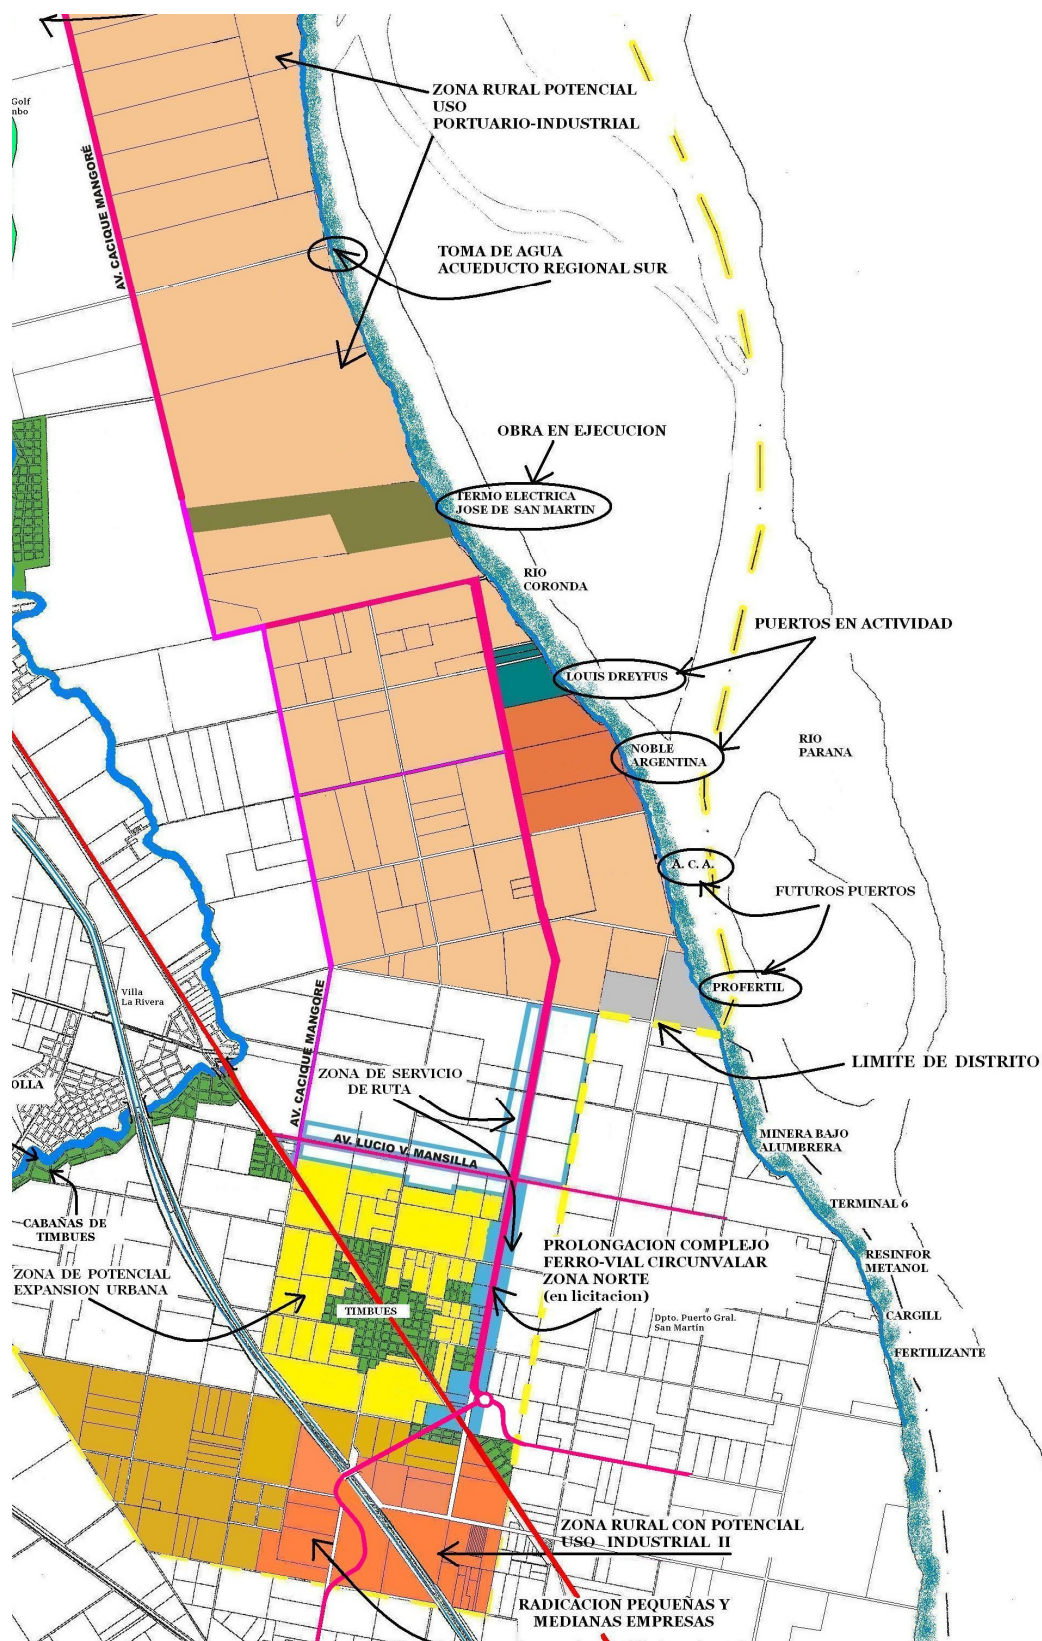 Golf
ZONA RURAL POTENCIAL
USO
PORTUARIO-INDUSTRIAL
AV. CACIQUE MANGORÉ
TOMA DE AGUA
ACUEDUCTO REGIONAL SUR
OBRA EN EJECUCION
TERMO ELECTRICA
JOSE DE SAN MARTIN
RIO
CORONDA
PUERTOS EN ACTIVIDAD
LOUIS DREYFUS
NOBLE
ARGENTINA
RIO
PARANA
A. C. A.
FUTUROS PUERTOS
PROFERTIL
Villa
La Rivera
LIMITE DE DISTRITO
ZONA DE SERVICIO
DE RUTA
AV. CACIQUE MANGORE
OLLA
AV. LUCIO V. MANSILLA
MINERA BAJO
ALUMBRERA
TERMINAL 6
CABAÑAS DE
TIMBUES
RESINFOR
METANOL
PROLONGACION COMPLEJO
FERRO-VIAL CIRCUNVALAR
ZONA NORTE
(en licitacion)
ZONA DE POTENCIAL
EXPANSION URBANA
TIMBUES
Dpto. Puerto Gral.
San Martín
CARGILL
FERTILIZANTE
ZONA RURAL CON POTENCIAL
USO INDUSTRIAL II
RADICACION PEQUEÑAS Y
MEDIANAS EMPRESAS